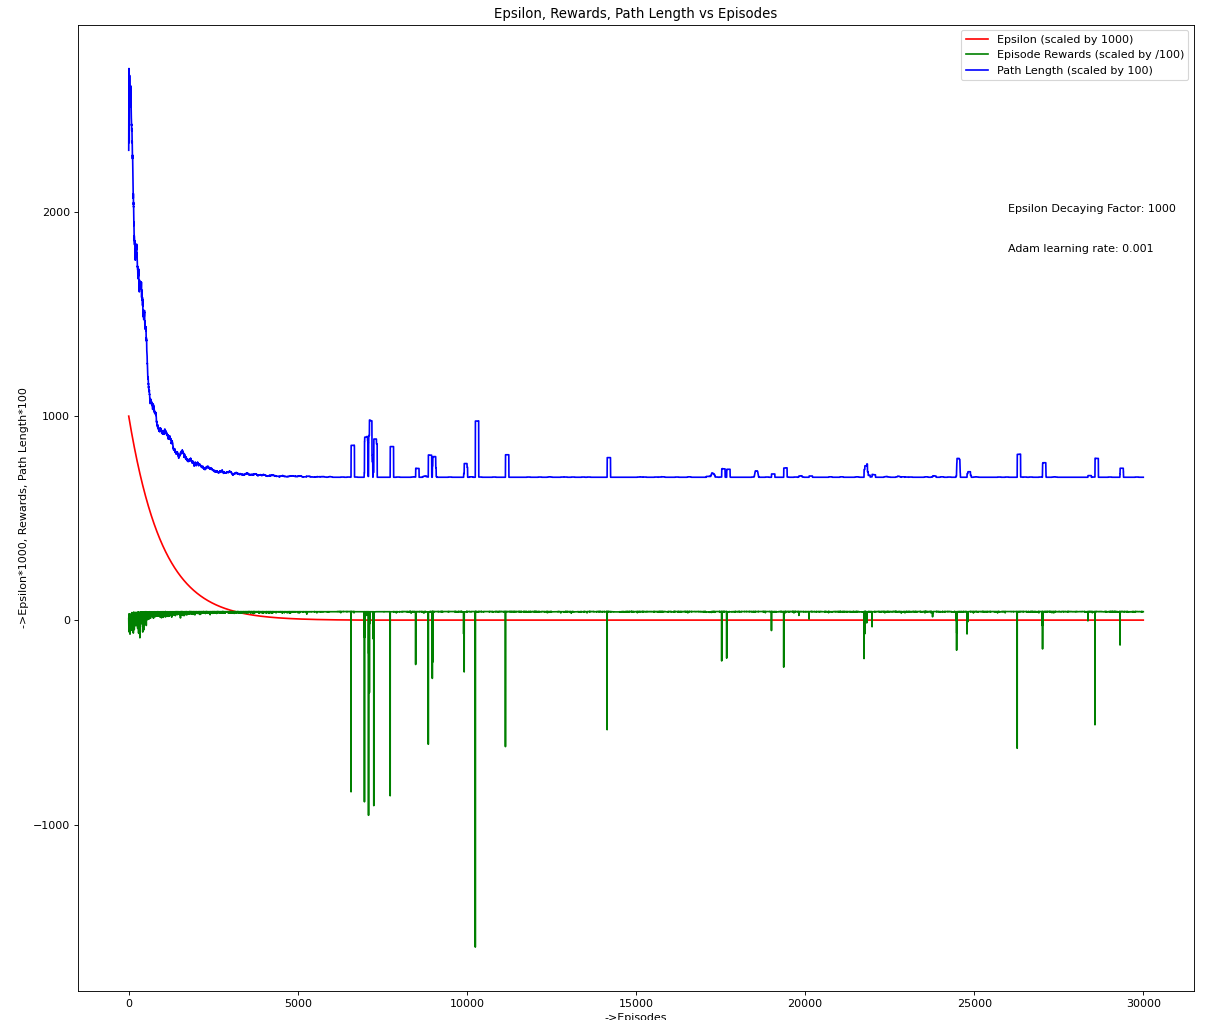 Epsilon, Rewards, Path Length vs Episodes
Epsilon (scaled by 1000)
Episode Rewards (scaled by /100)
Path Length (scaled by 100)
Epsilon Decaying Factor: 1000
Adam learning rate: 0.001
->Epsilon*1000, Rewards, Path Length*100
2000
1000
0
−1000
0
5000
10000
15000
20000
25000
30000
->Episodes